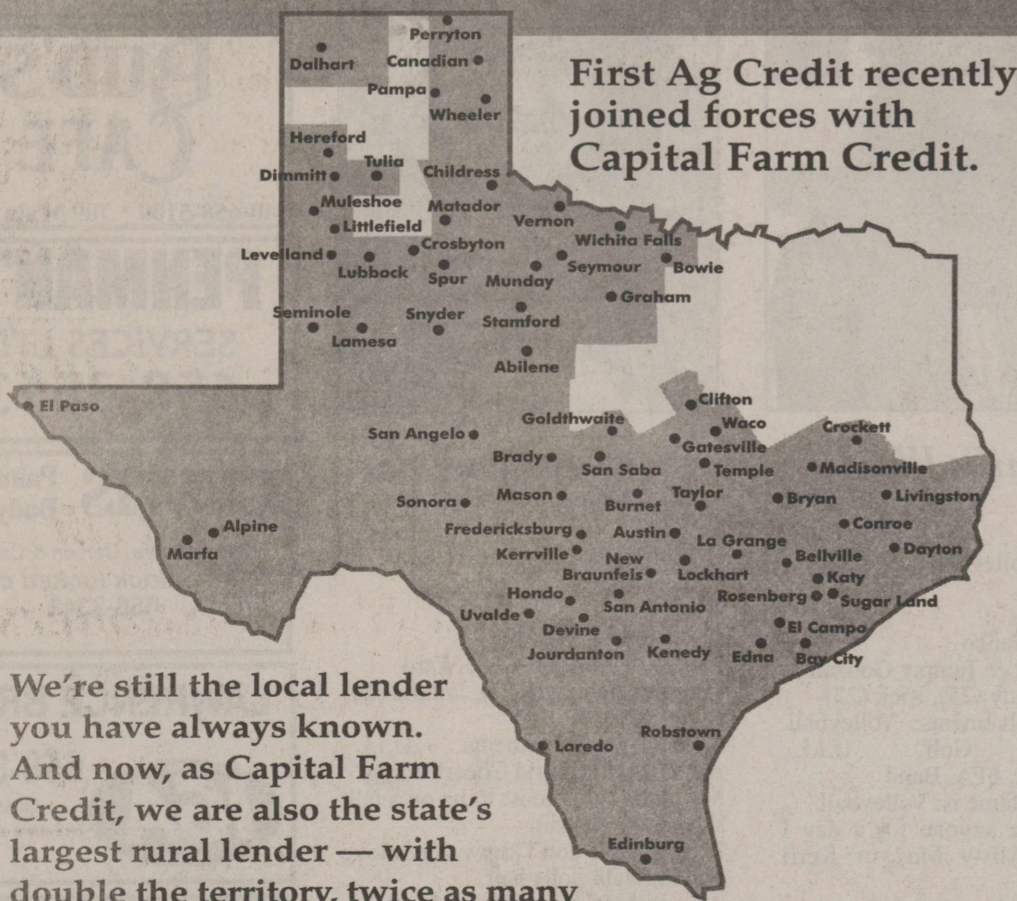 Perryton
Dalhart
Canadian
Pampa
Wheeler
First Ag Credit recently
joined forces with
Capital Farm Credit.
Hereford
Dimmitt
Tulia
Childress
Muleshoe
Matador
Littlefield
Vernon
Wichita Falls
Levelland
Lubbock
Crosbyton
Spur
Munday
Seymour
Bowie
Graham
Seminole
Lamesa
Snyder
Stamford
Abilene
El Paso
Clifton
Goldthwaite
Waco
Crockett
San Angelo
Gatesville
Brady
San Saba
Temple
Madisonville
Sonora
Mason
Burnet
Taylor
Bryan
Livingston
Alpine
Marfa
Fredericksburg
Austin
La Grange
Conroe
Kerrville
New
Braunfels
Lockhart
Bellville
Dayton
Hondo
San Antonio
Katy
Rosenberg
Sugar Land
Uvalde
Devine
El Campo
Jourdanton
Kenedy
Edna
Bay City
We're still the local lender
you have always known.
And now, as Capital Farm
Credit, we are also the state's
largest rural lender — with
double the territory, twice as many
Laredo
Robstown
Edinburg